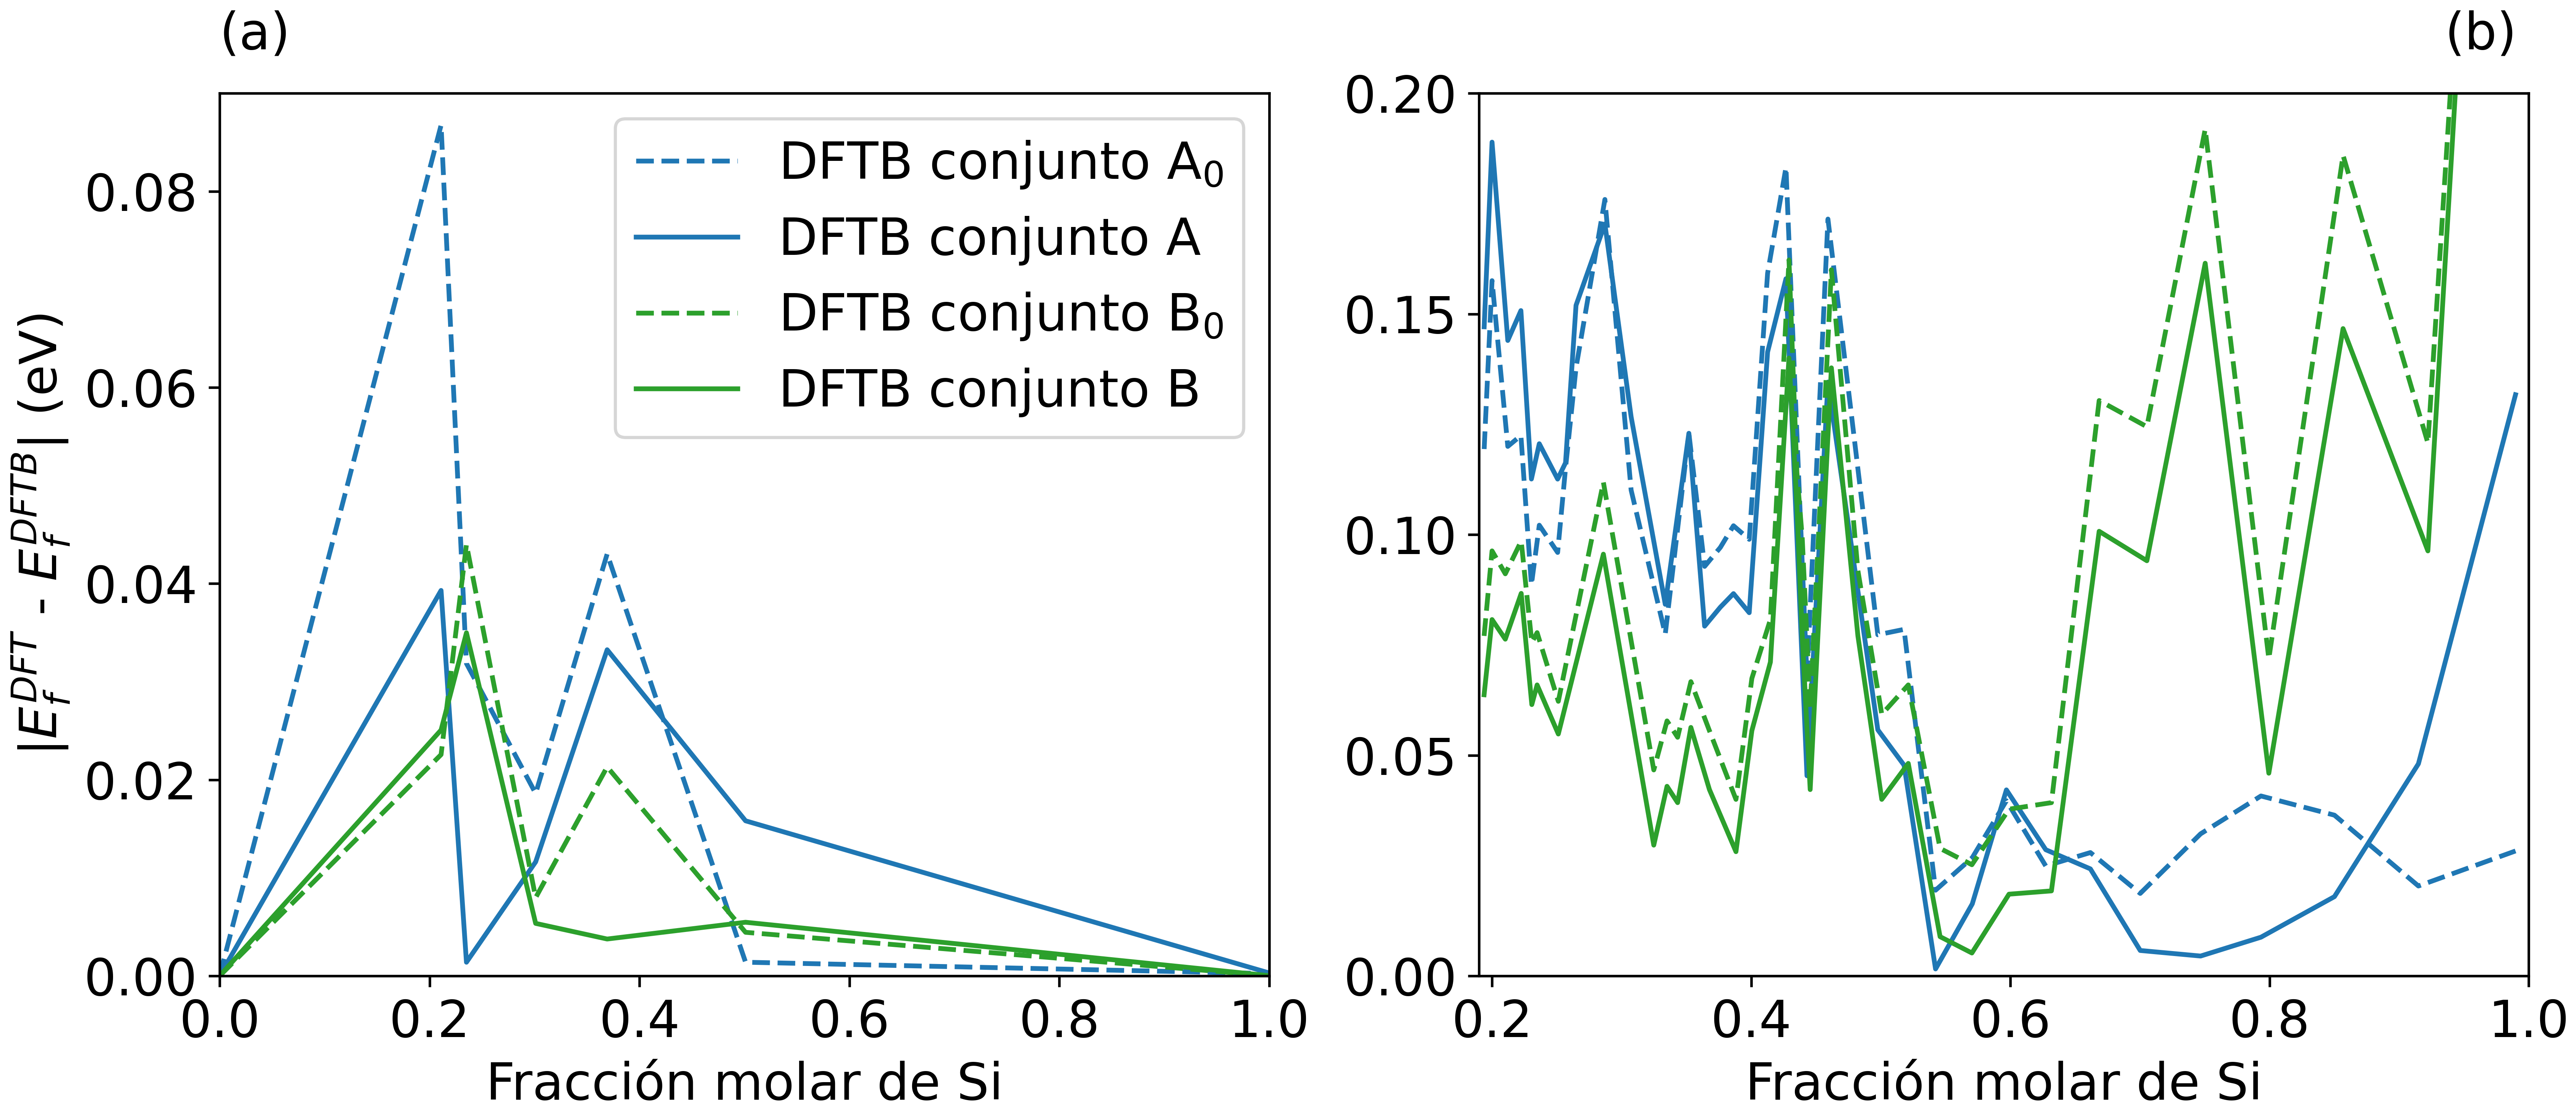 (a)
(b)
|E_f^{DFT} - E_f^{DFTB}| (eV)
0.08
0.06
0.04
0.02
0.00
0.0 0.2 0.4 0.6 0.8 1.0
Fracción molar de Si
DFTB conjunto A₀
DFTB conjunto A
DFTB conjunto B₀
DFTB conjunto B
0.20
0.15
0.10
0.05
0.00
0.2 0.4 0.6 0.8 1.0
Fracción molar de Si